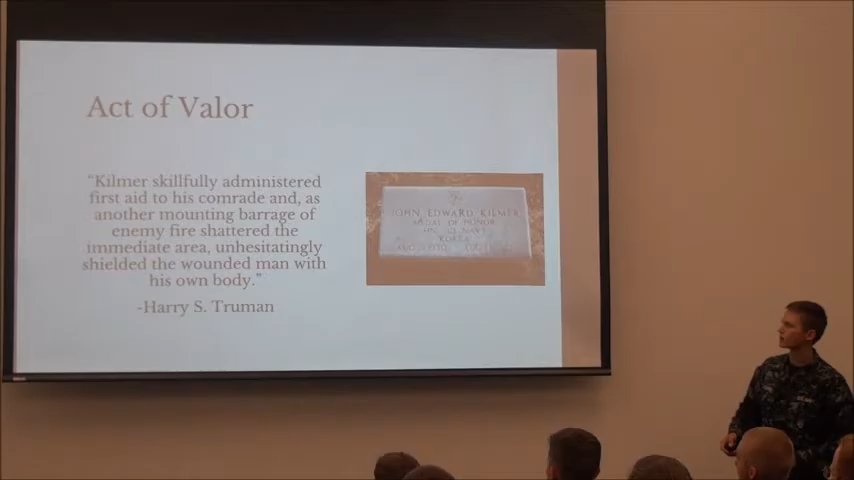 Act of Valor
“Kilmer skillfully administered
first aid to his comrade and, as
another mounting barrage of
enemy fire shattered the
immediate area, unhesitatingly
shielded the wounded man with
his own body.”
-Harry S. Truman
JOHN EDWARD KILMER
MEDAL OF HONOR
US NAVY
KOREA